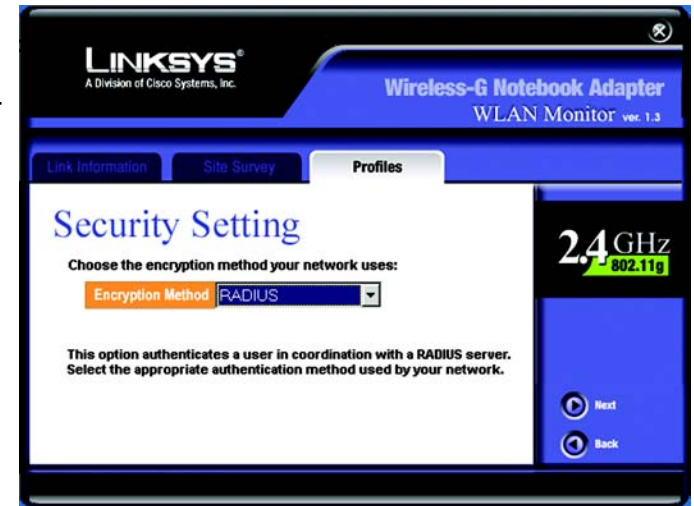 LINKSYS®
A Division of Cisco Systems, Inc.
Wireless-G Notebook Adapter
WLAN Monitor ver. 1.3
Link Information
Site Survey
Profiles
Security Setting
Choose the encryption method your network uses:
Encryption Method RADIUS
This option authenticates a user in coordination with a RADIUS server.
Select the appropriate authentication method used by your network.
2.4 GHz
802.11g
Next
Back